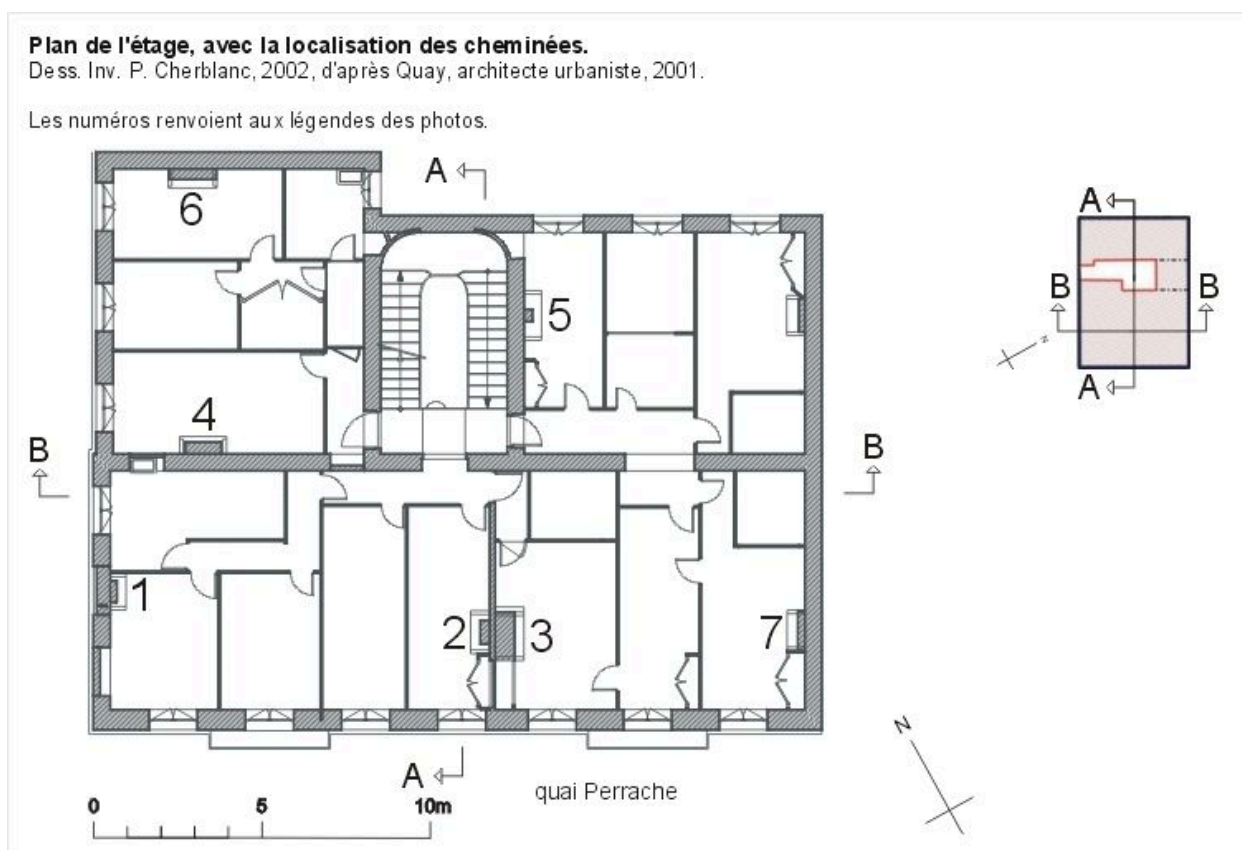 Plan de l'étage, avec la localisation des cheminées.
Dess. Inv. P. Cherblanc, 2002, d'après Quay, architecte urbaniste, 2001.
Les numéros renvoient aux légendes des photos.
A
6
5
4
B
B
1
2
3
7
A
quai Perrache
0 5 10m
N
A
B
B
A
N